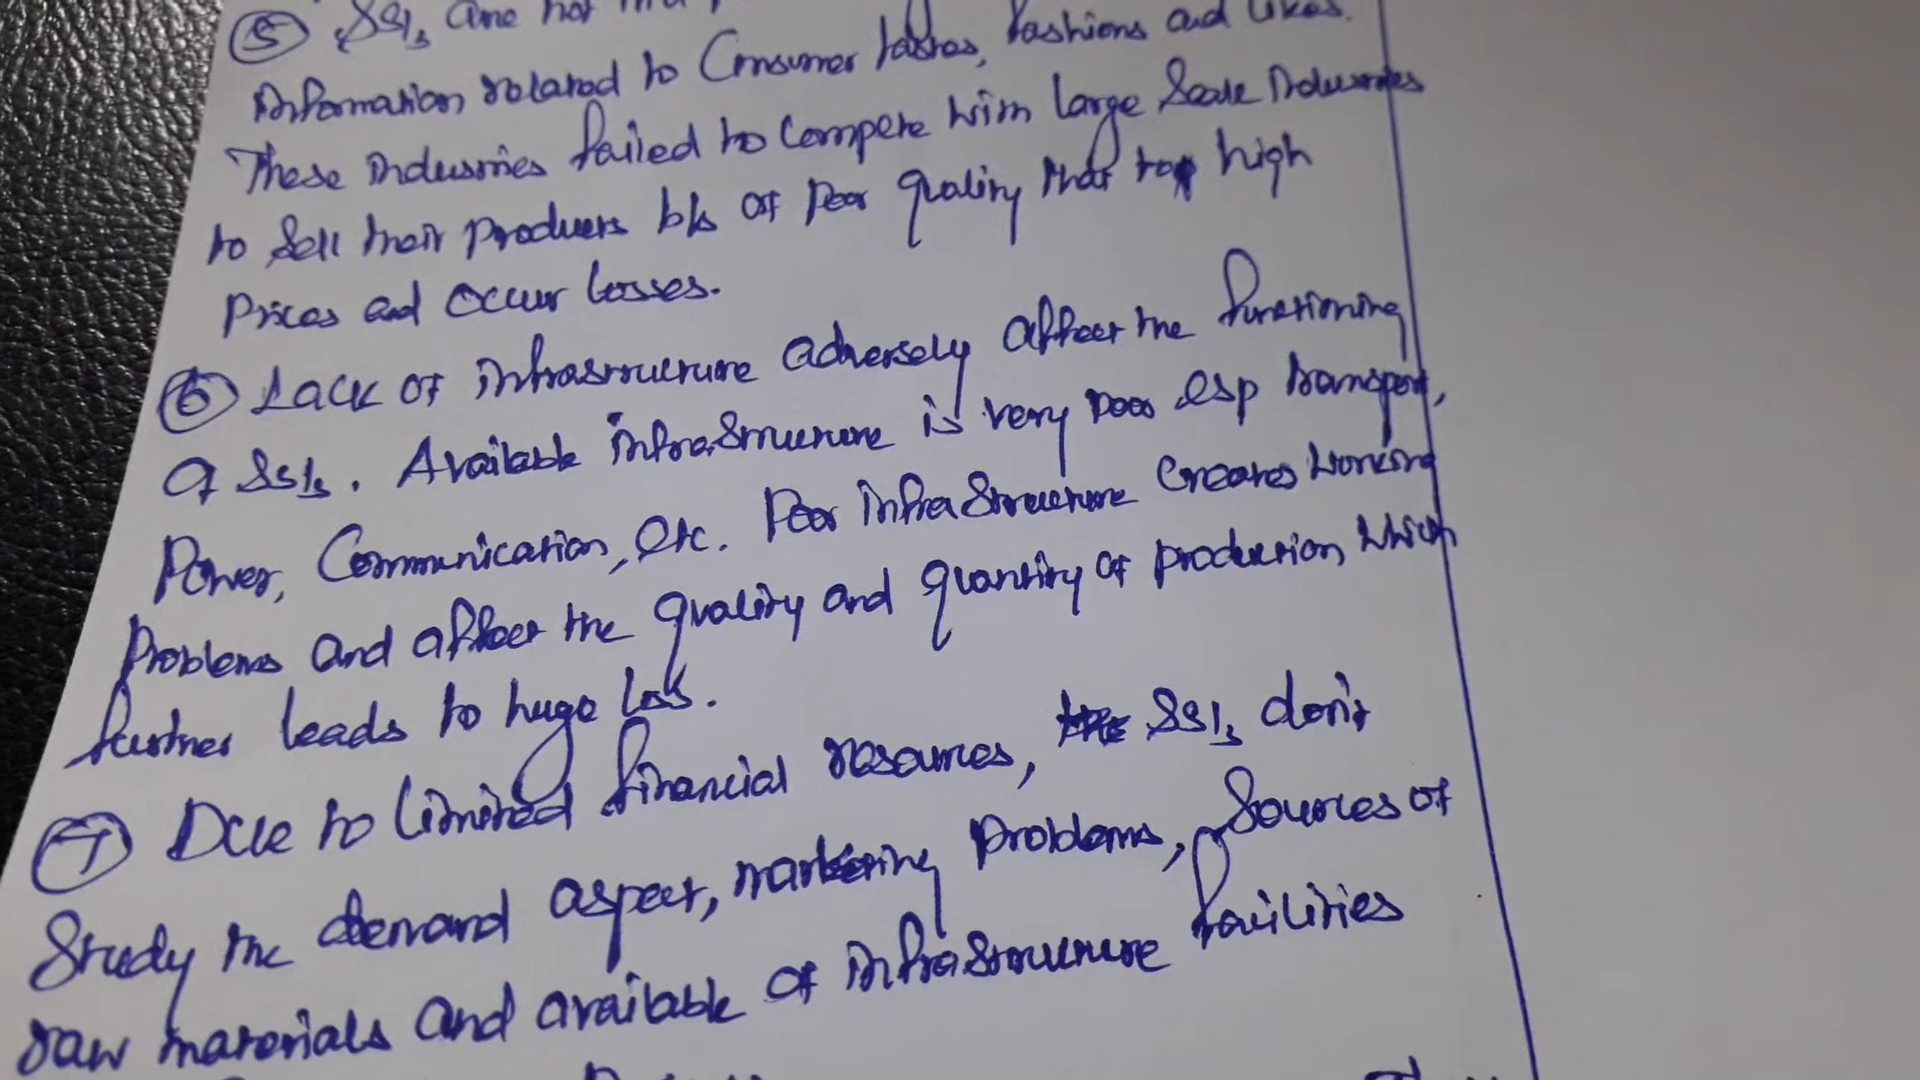 ⑤ SSIs are not
Information related to Consumer tastes, fashions and likes.
These industries failed to compete with large Scale Industries
to Sell their products b/s of Poor quality that high
Prices and occur losses.
⑥ Lack of infrastructure adversely affect the functioning
of SSIs. Available infrastructure is very poor esp transport,
Power, Communication, etc. Poor infrastructure creates working
Problems and affect the quality and quantity of production which
further leads to huge loss.
⑦ Due to limited financial resources, the SSIs don't
Study the demand aspect, marketing problems, Sources of
raw materials and available of infrastructure facilities